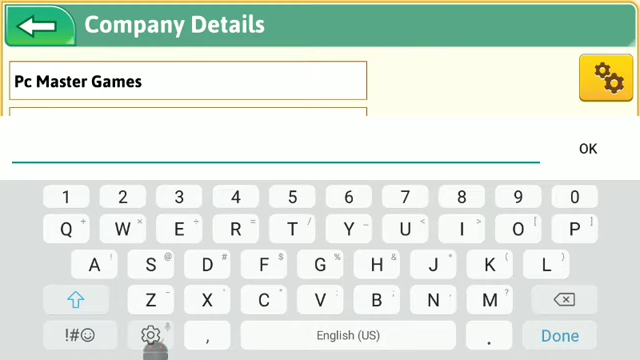 Company Details
Pc Master Games
OK
1 2 3 4 5 6 7 8 9 0
Q + W × E ÷ R = T / Y _ U < I > O [ P ]
A ! S @ D # F $ G % H & J * K ( L )
Z - X ' C " V : B ; N , M ?
!#☺ , English (US) . Done